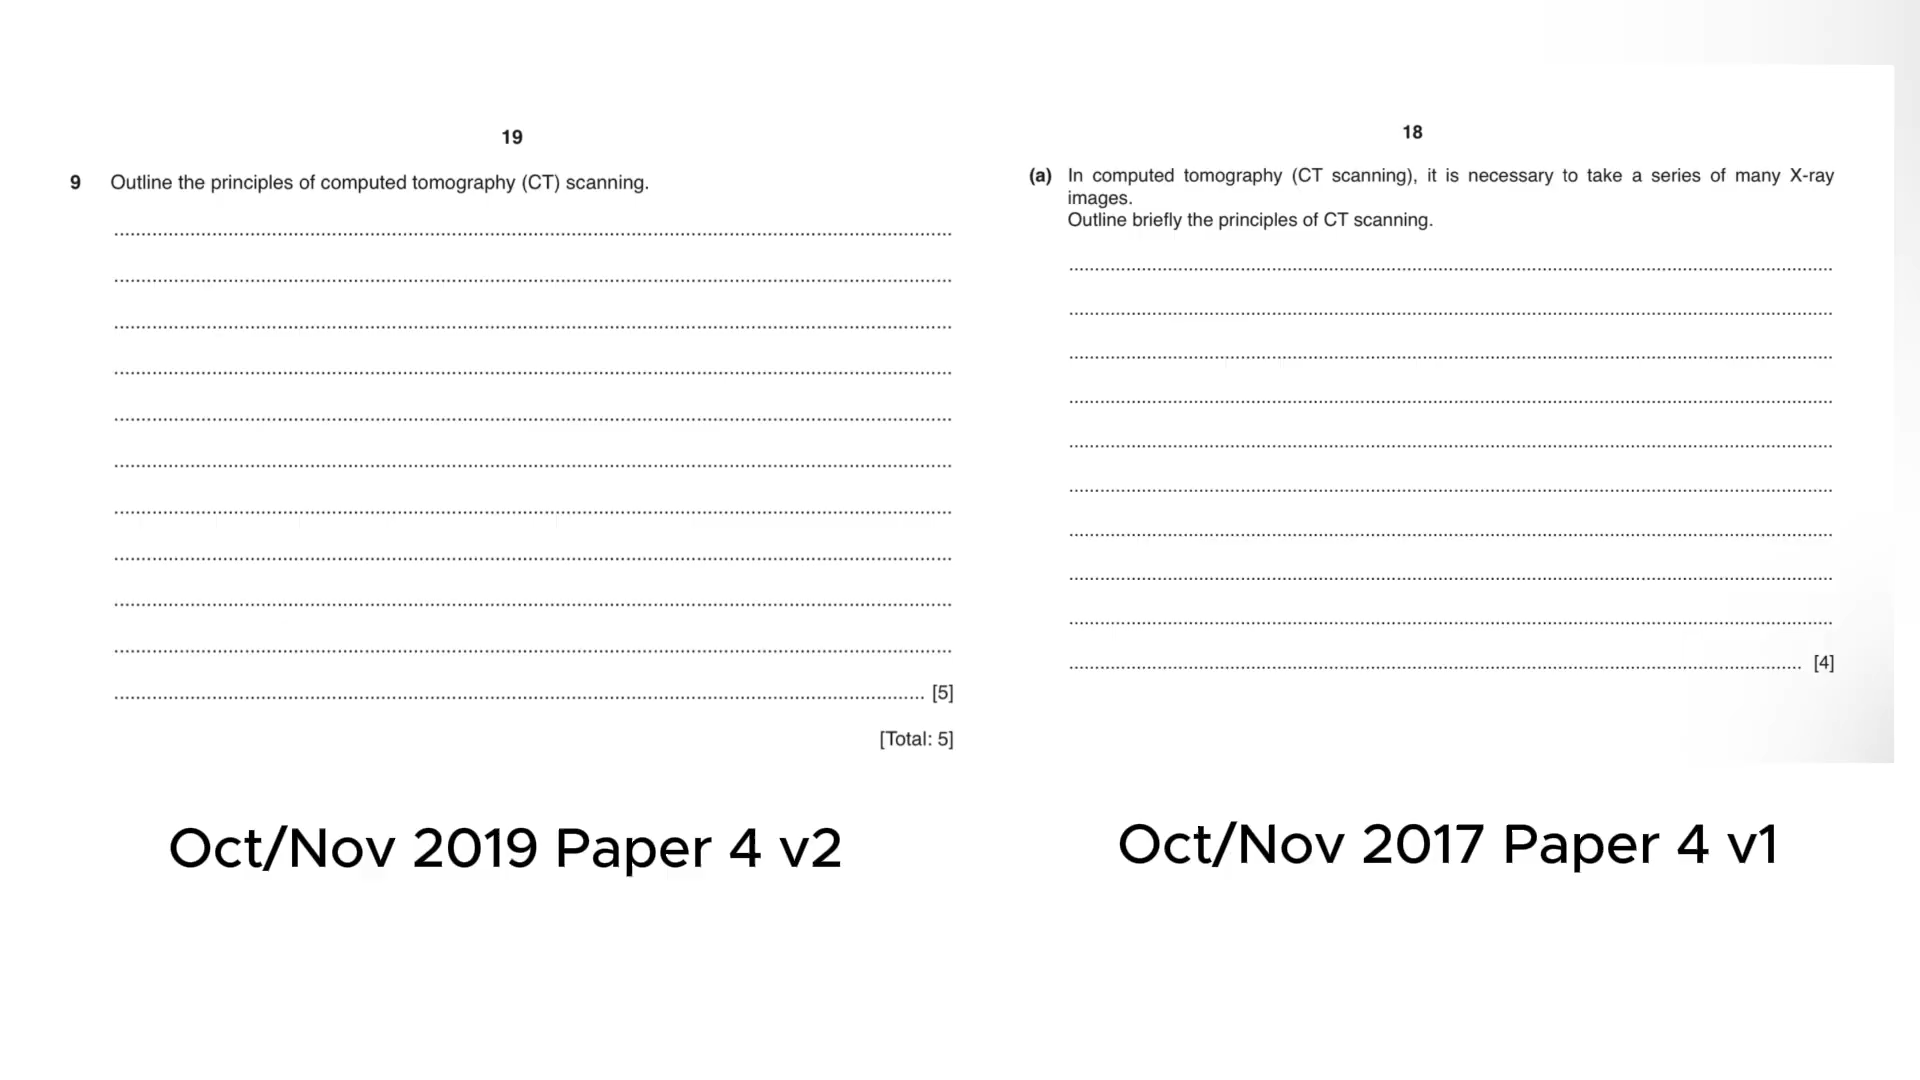 19
9 Outline the principles of computed tomography (CT) scanning.
[5]
[Total: 5]
Oct/Nov 2019 Paper 4 v2
18
(a) In computed tomography (CT scanning), it is necessary to take a series of many X-ray
images.
Outline briefly the principles of CT scanning.
[4]
Oct/Nov 2017 Paper 4 v1